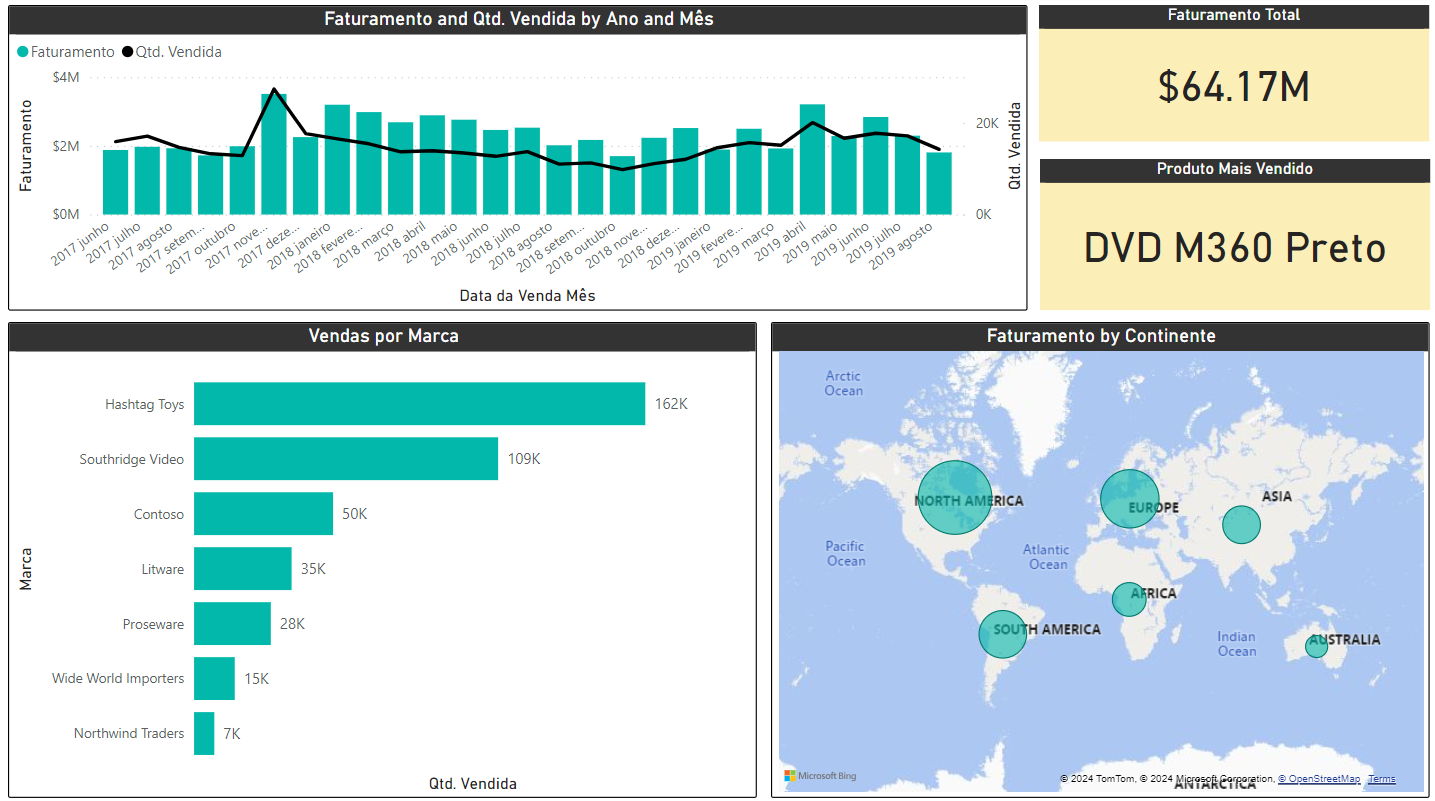 Faturamento and Qtd. Vendida by Ano and Mês
Faturamento
Qtd. Vendida
Faturamento
$4M
$2M
$0M
20K
0K
Qtd. Vendida
2017 junho
2017 julho
2017 agosto
2017 setem...
2017 outubro
2017 nove...
2017 deze...
2018 janeiro
2018 fevere...
2018 março
2018 abril
2018 maio
2018 junho
2018 julho
2018 agosto
2018 setem...
2018 outubro
2018 nove...
2018 deze...
2019 janeiro
2019 fevere...
2019 março
2019 abril
2019 maio
2019 junho
2019 julho
2019 agosto
Data da Venda Mês
Faturamento Total
$64.17M
Produto Mais Vendido
DVD M360 Preto
Vendas por Marca
Marca
Hashtag Toys 162K
Southridge Video 109K
Contoso 50K
Litware 35K
Proseware 28K
Wide World Importers 15K
Northwind Traders 7K
Qtd. Vendida
Faturamento by Continente
Arctic
Ocean
NORTH AMERICA
EUROPE
ASIA
Pacific
Ocean
Atlantic
Ocean
AFRICA
SOUTH AMERICA
Indian
Ocean
AUSTRALIA
Microsoft Bing
© 2024 TomTom, © 2024 Microsoft Corporation, © OpenStreetMap Terms
ANTARCTICA